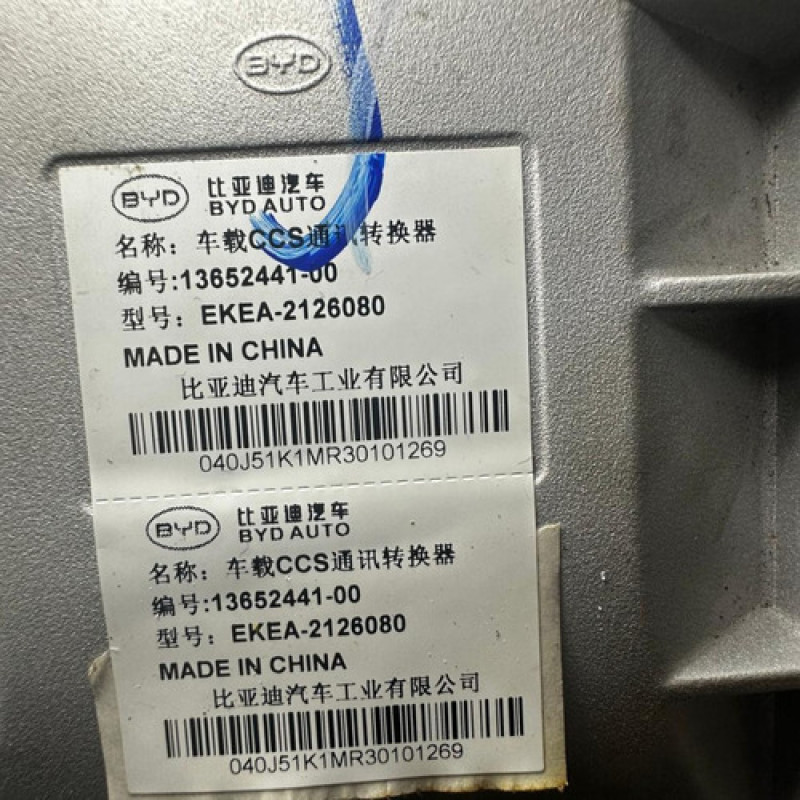 BYD
BYD 比亚迪汽车
BYD AUTO
名称：车载CCS通讯转换器
编号:13652441-00
型号：EKEA-2126080
MADE IN CHINA
比亚迪汽车工业有限公司
040J51K1MR30101269
BYD 比亚迪汽车
BYD AUTO
名称：车载CCS通讯转换器
编号:13652441-00
型号：EKEA-2126080
MADE IN CHINA
比亚迪汽车工业有限公司
040J51K1MR30101269